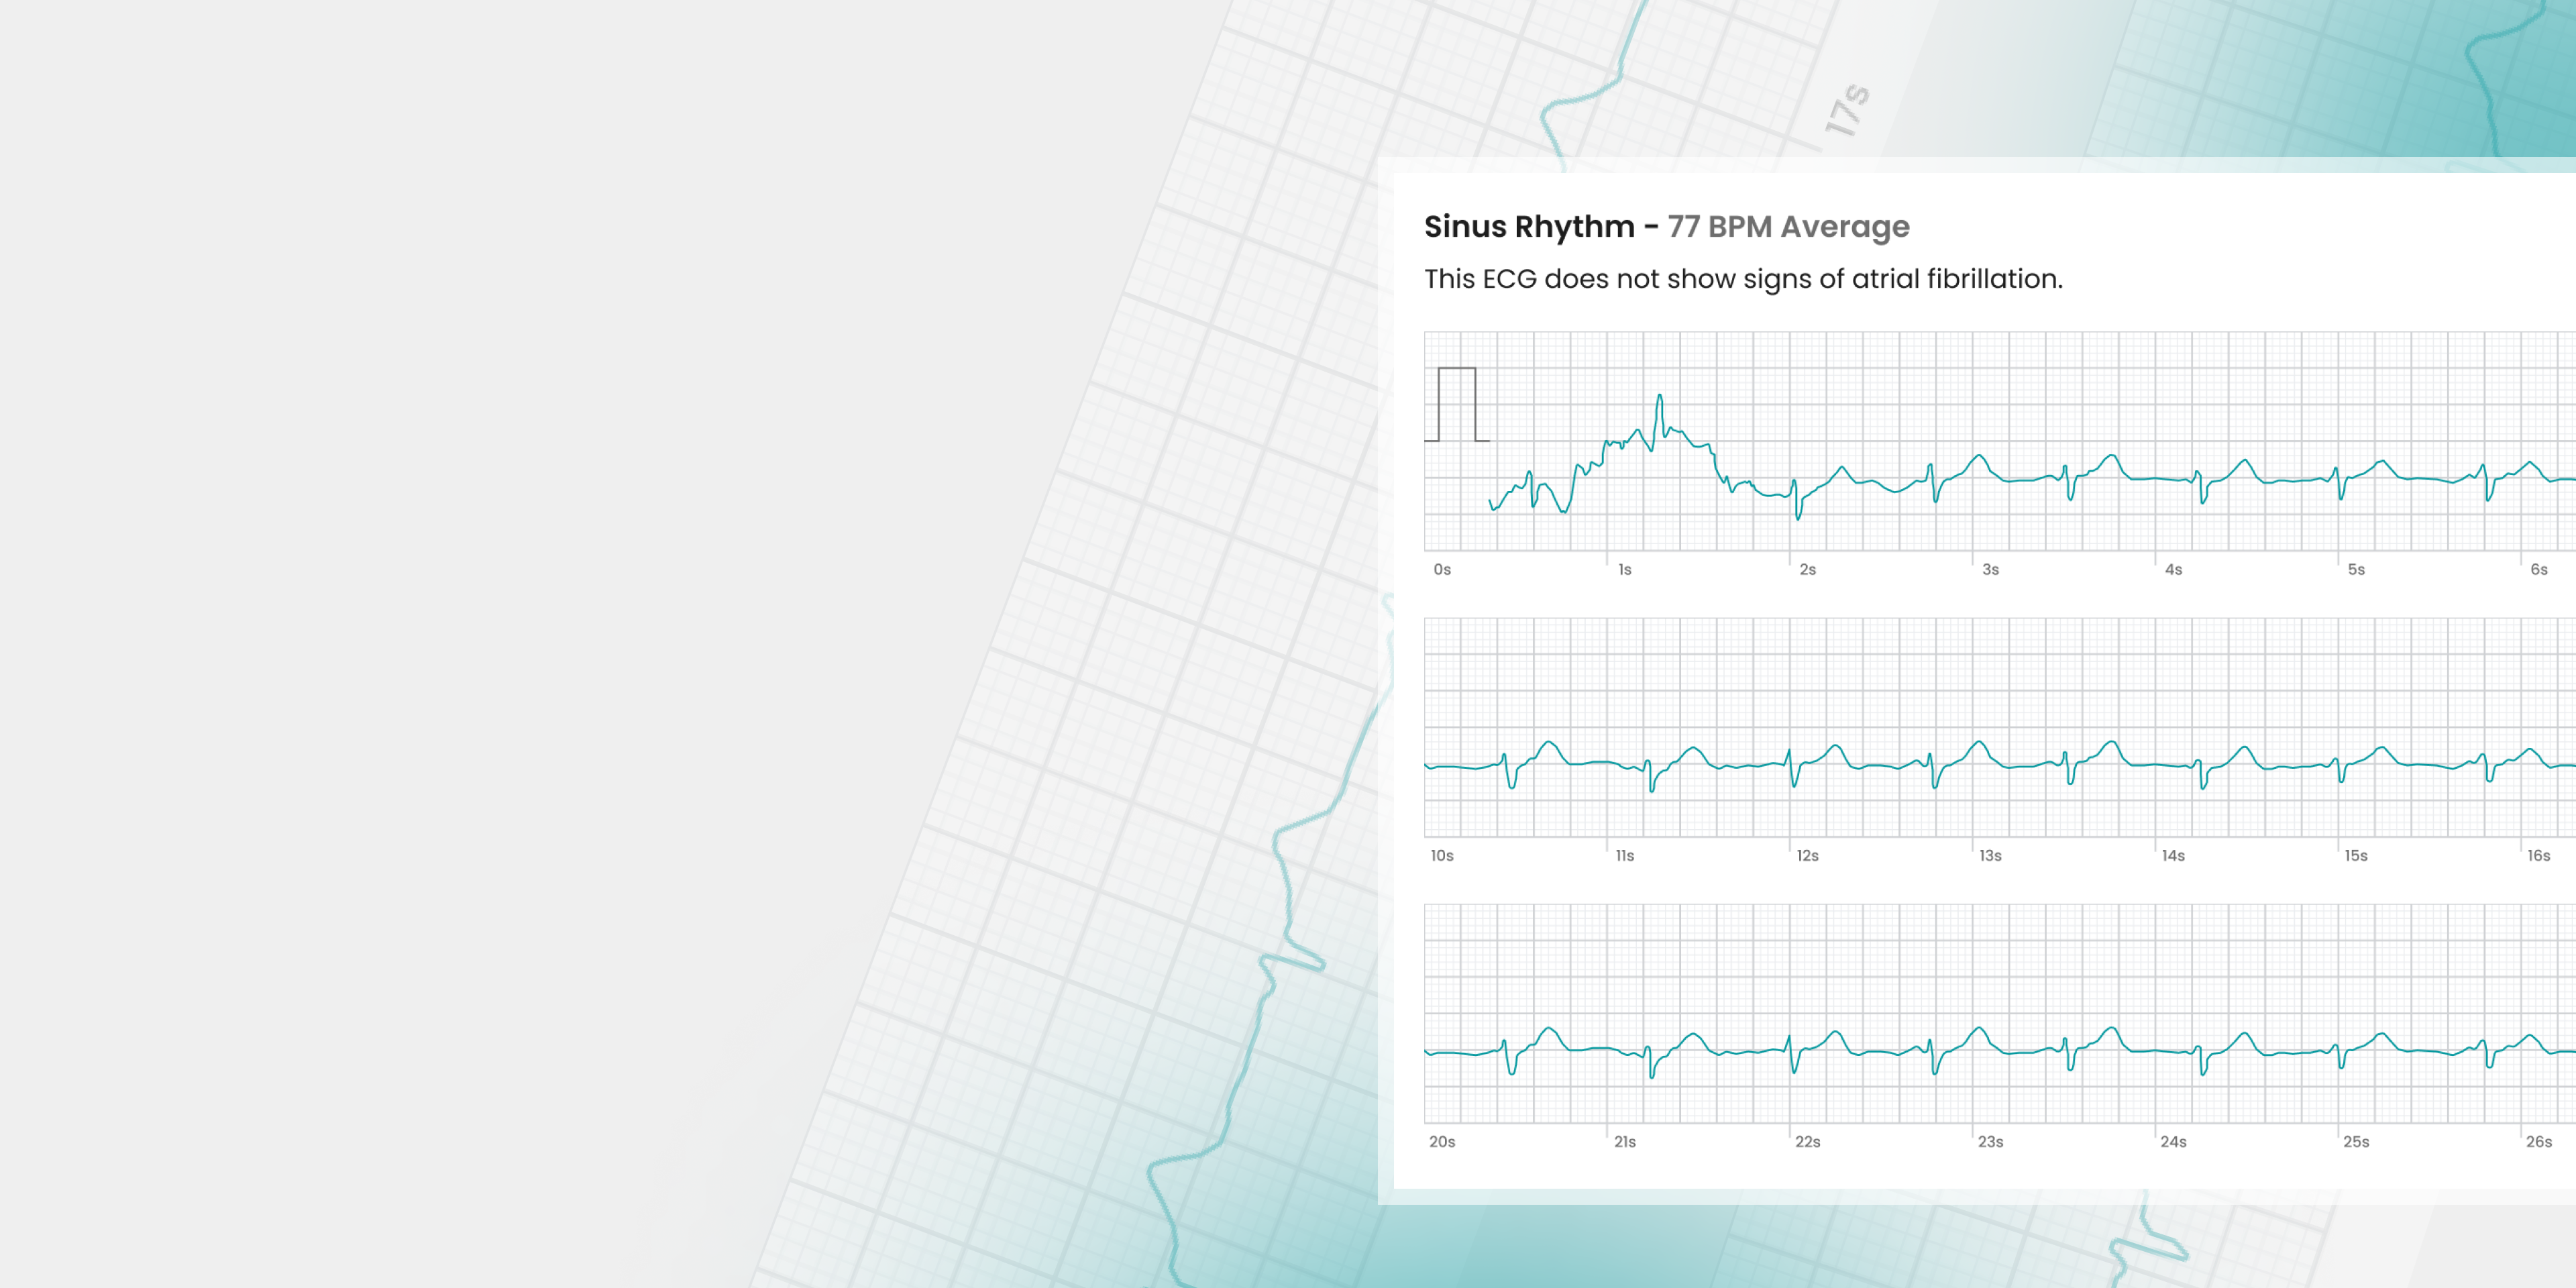 17s
Sinus Rhythm - 77 BPM Average
This ECG does not show signs of atrial fibrillation.
0s 1s 2s 3s 4s 5s 6s
10s 11s 12s 13s 14s 15s 16s
20s 21s 22s 23s 24s 25s 26s